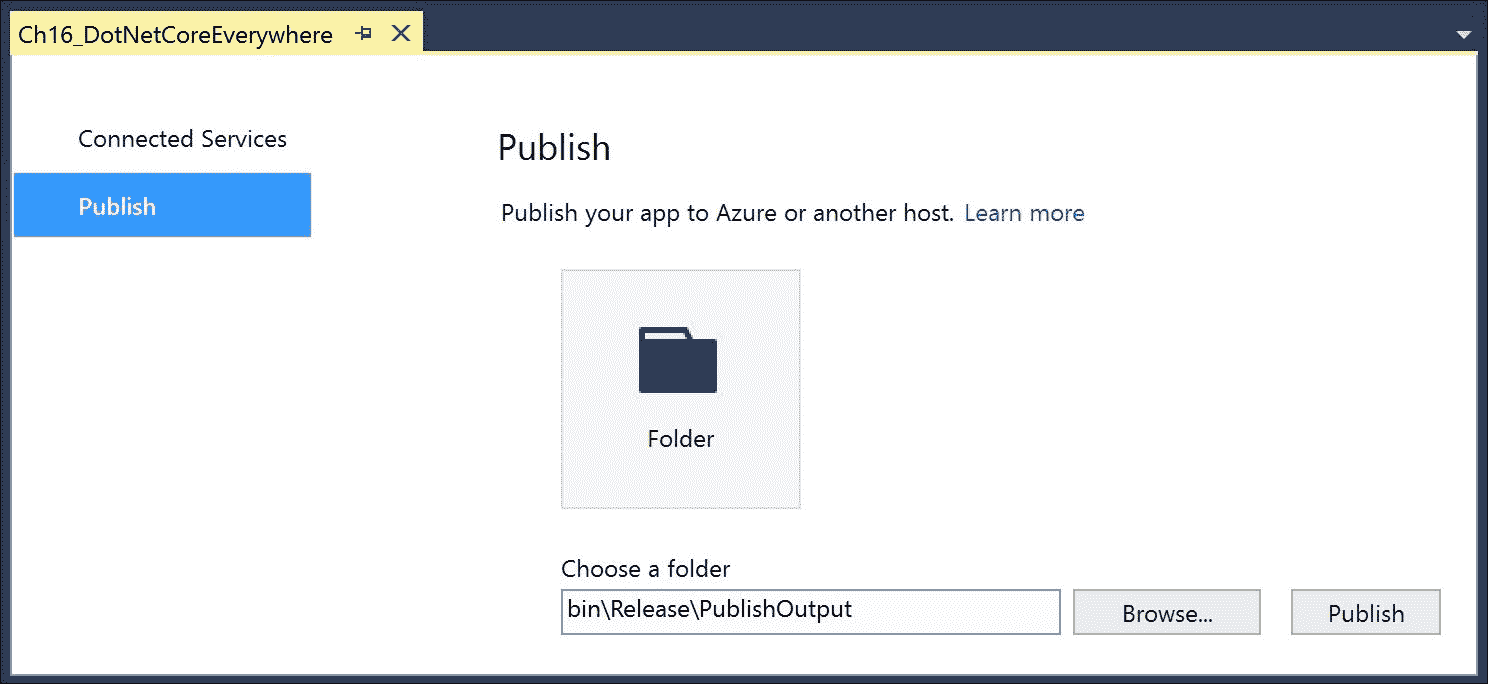 Ch16_DotNetCoreEverywhere
Connected Services
Publish
Publish
Publish your app to Azure or another host. Learn more
Folder
Choose a folder
bin\Release\PublishOutput
Browse...
Publish